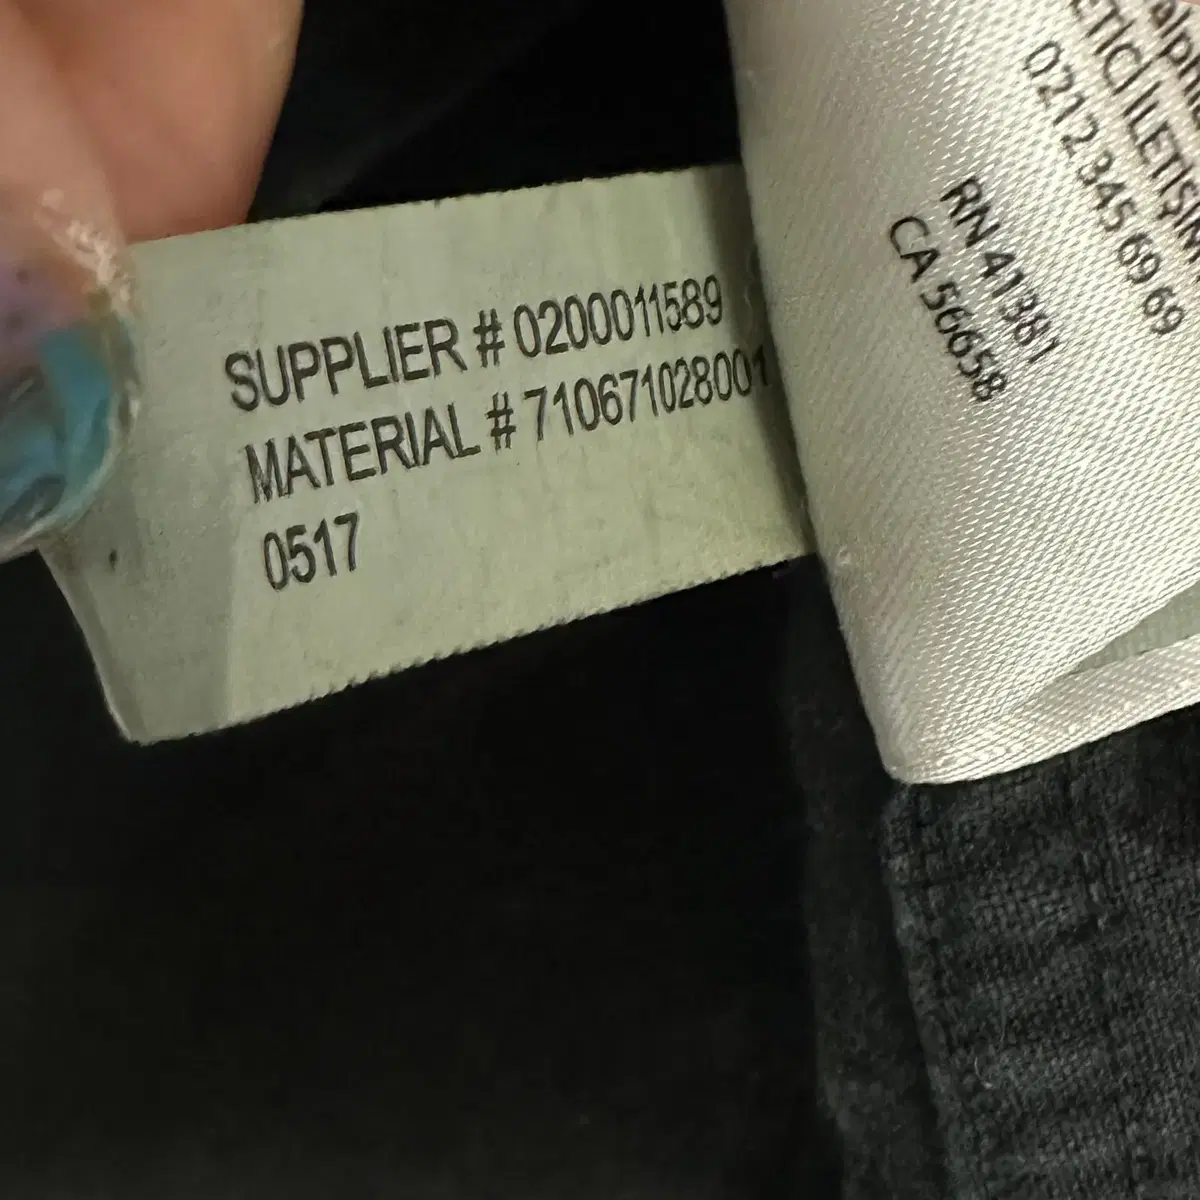 SUPPLIER # 0200011589
MATERIAL # 710671028001
0517
0212 345 69 69
RN 41381
CA 56658